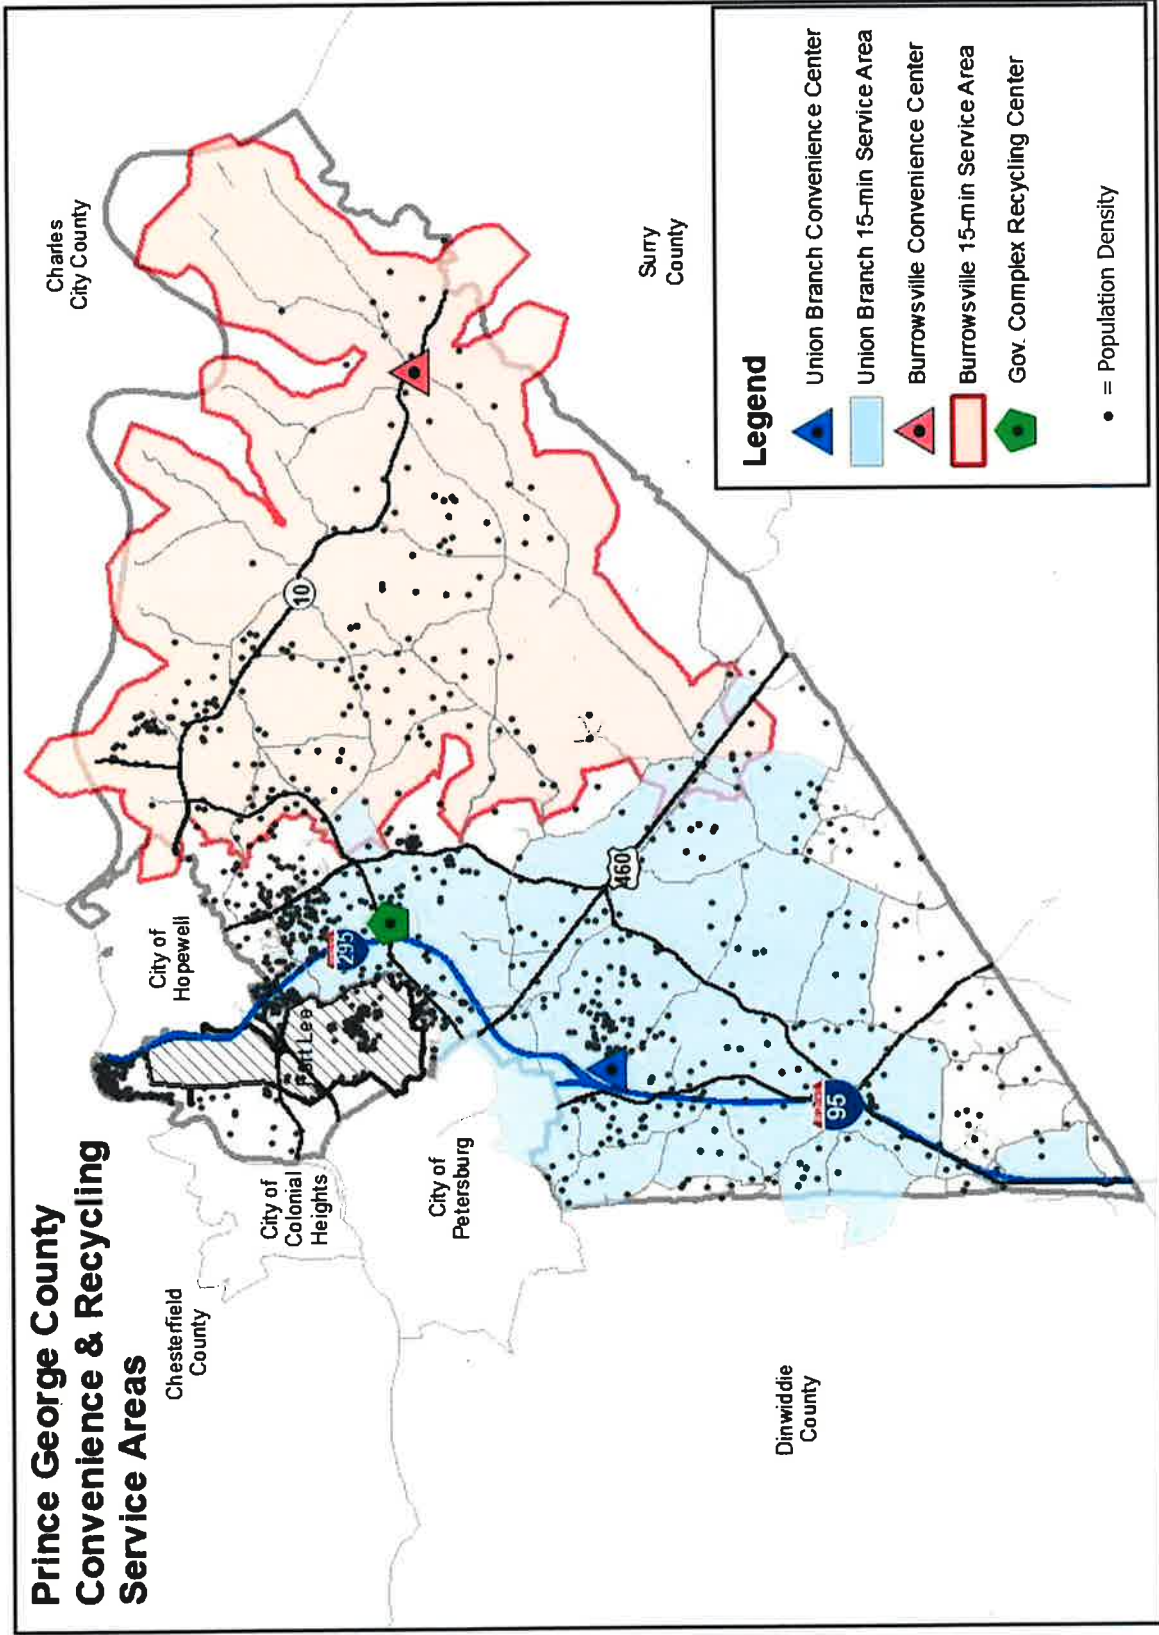 Prince George County
Convenience & Recycling
Service Areas
Charles
City County
Chesterfield
County
City of
Hopewell
City of
Colonial
Heights
Fort Lee
295
10
City of
Petersburg
Surry
County
460
95
Dinwiddie
County
Legend
Union Branch Convenience Center
Union Branch 15-min Service Area
Burrowsville Convenience Center
Burrowsville 15-min Service Area
Gov. Complex Recycling Center
= Population Density